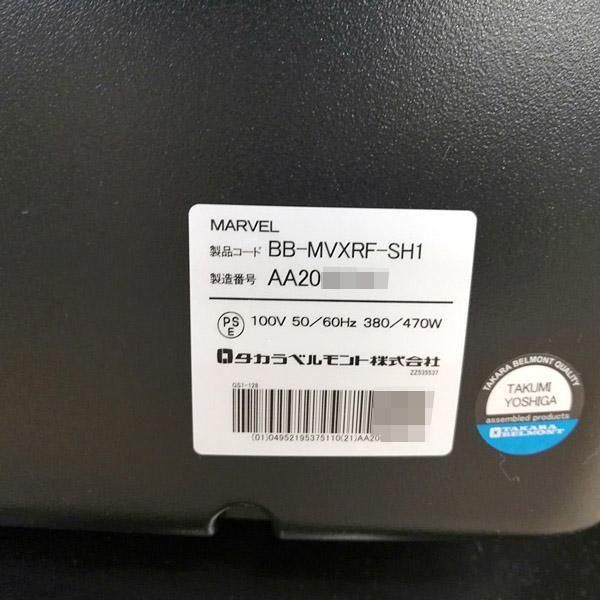 MARVEL
製品コード BB-MVXRF-SH1
製造番号 AA20
PS
E
100V 50/60Hz 380/470W
タカラベルモント株式会社
ZZ535537
GS1-128
(01)04952195375110(21)AA20
TAKARA BELMONT QUALITY
TAKUMI
YOSHIGA
assembled products
TAKARA
BELMONT